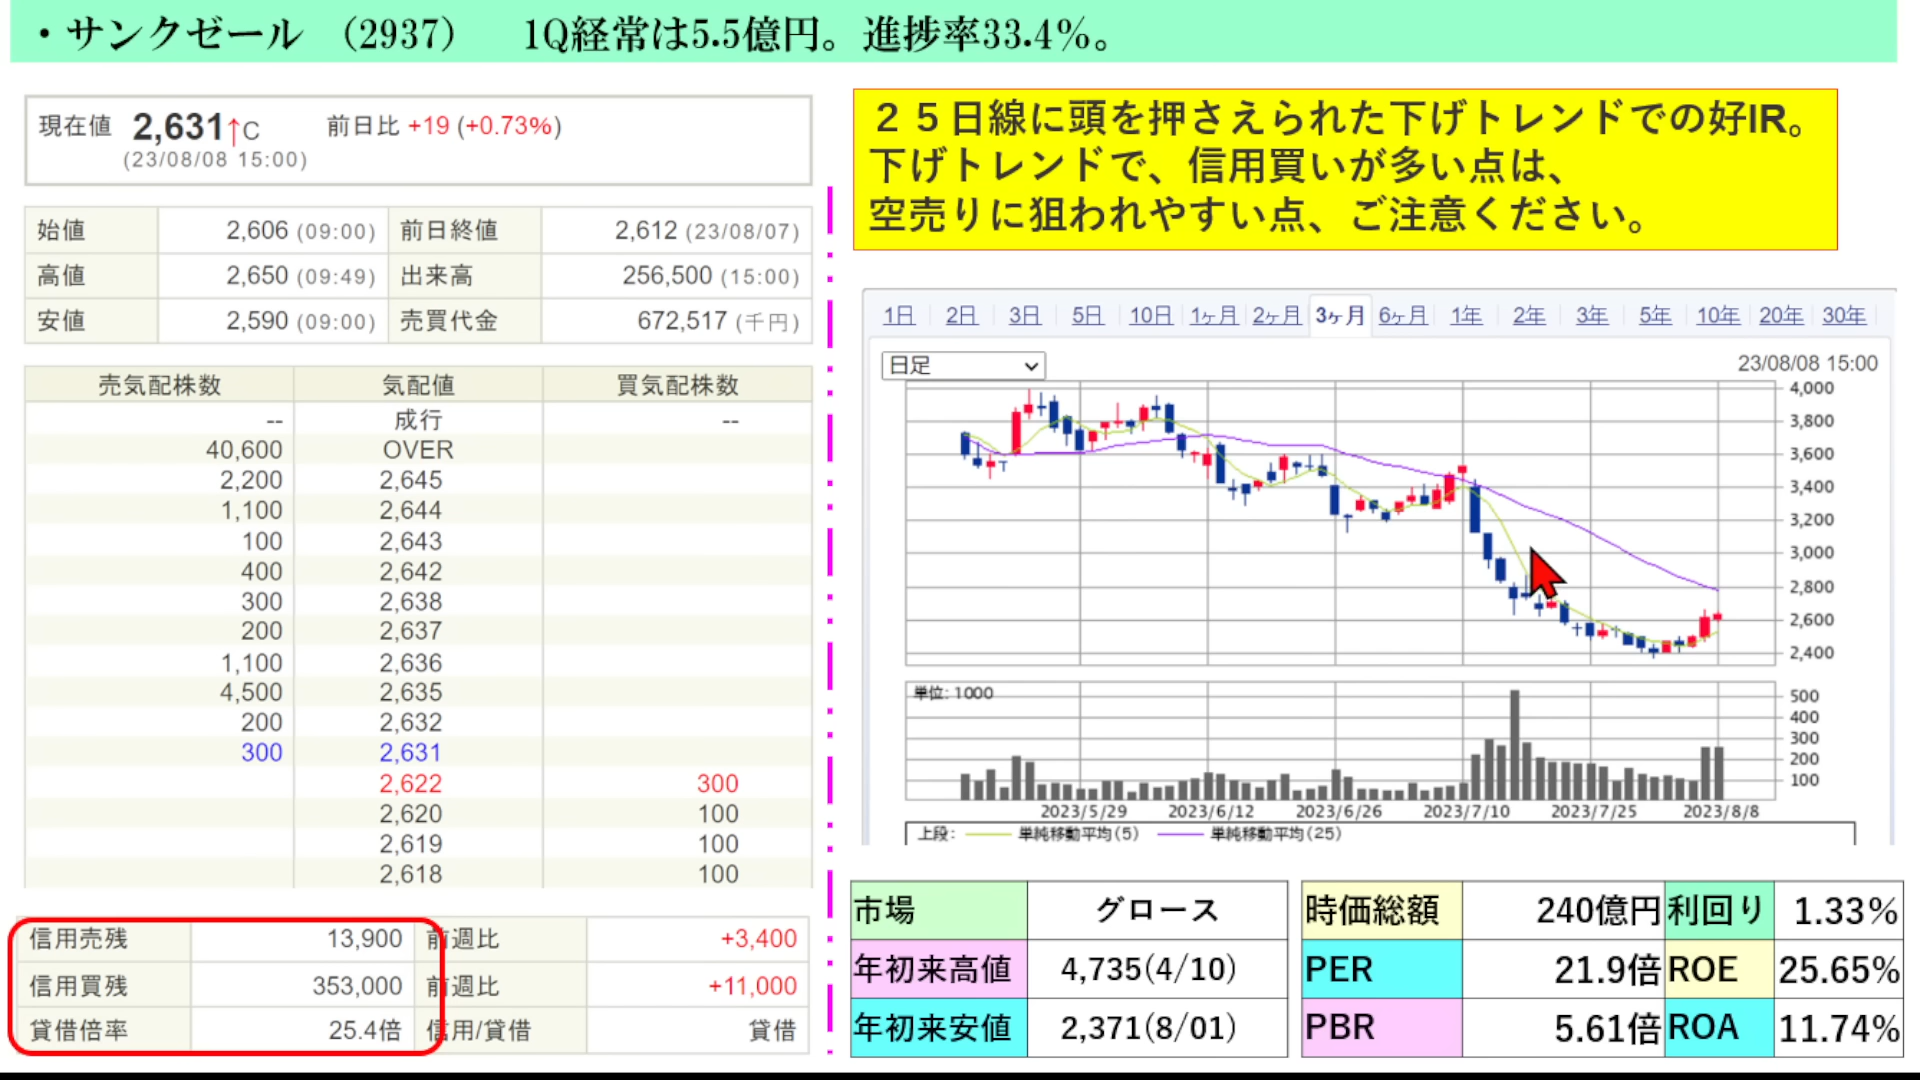 ・サンクゼール （2937） 1Q経常は5.5億円。進捗率33.4%。
現在値 2,631↑C 前日比 +19 (+0.73%)
(23/08/08 15:00)
始値 2,606 (09:00) 前日終値 2,612 (23/08/07)
高値 2,650 (09:49) 出来高 256,500 (15:00)
安値 2,590 (09:00) 売買代金 672,517 (千円)
売気配株数 気配値 買気配株数
-- 成行 --
40,600 OVER
2,200 2,645
1,100 2,644
100 2,643
400 2,642
300 2,638
200 2,637
1,100 2,636
4,500 2,635
200 2,632
300 2,631
2,622 300
2,620 100
2,619 100
2,618 100
信用売残 13,900 前週比 +3,400
信用買残 353,000 前週比 +11,000
貸借倍率 25.4倍 信用/貸借 貸借
２５日線に頭を押さえられた下げトレンドでの好IR。
下げトレンドで、信用買いが多い点は、
空売りに狙われやすい点、ご注意ください。
1日 2日 3日 5日 10日 1ヶ月 2ヶ月 3ヶ月 6ヶ月 1年 2年 3年 5年 10年 20年 30年
日足 23/08/08 15:00
4,000
3,800
3,600
3,400
3,200
3,000
2,800
2,600
2,400
単位: 1000
500
400
300
200
100
2023/5/29 2023/6/12 2023/6/26 2023/7/10 2023/7/25 2023/8/8
上段: 単純移動平均(5) 単純移動平均(25)
市場 グロース
年初来高値 4,735(4/10)
年初来安値 2,371(8/01)
時価総額 240億円 利回り 1.33%
PER 21.9倍 ROE 25.65%
PBR 5.61倍 ROA 11.74%